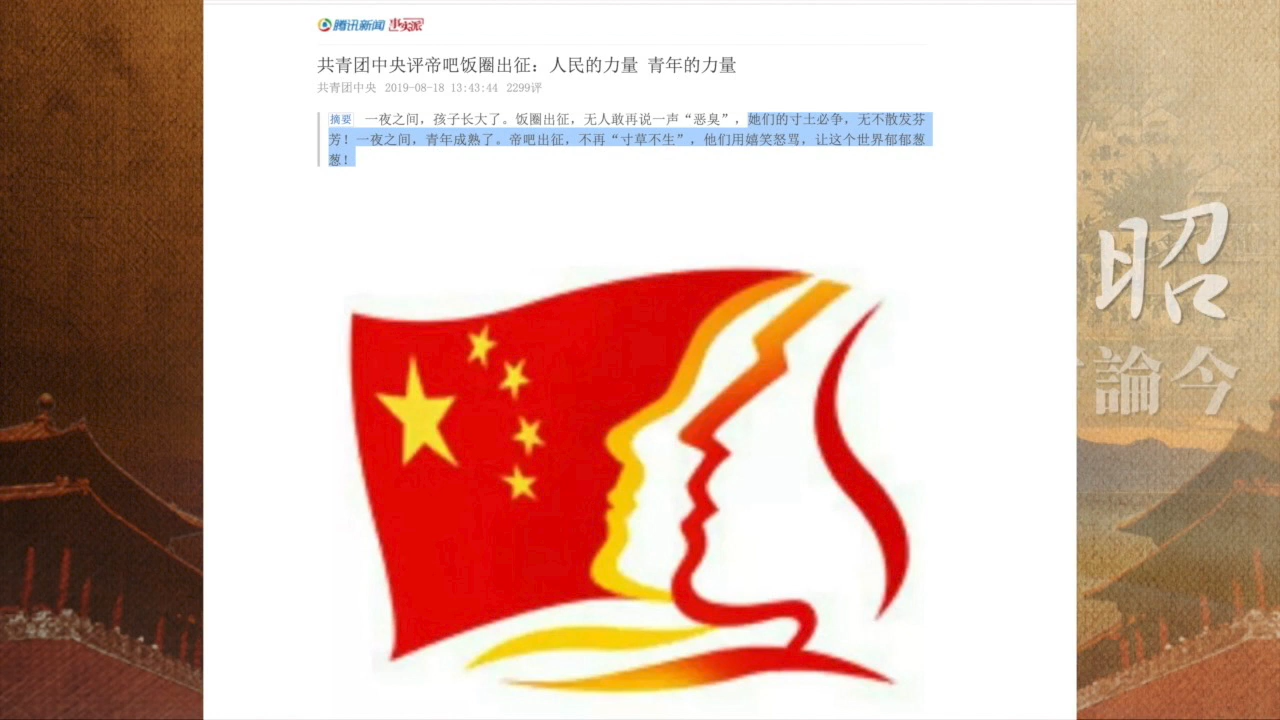 腾讯新闻 事实派
共青团中央评帝吧饭圈出征：人民的力量 青年的力量
共青团中央 2019-08-18 13:43:44 2299评
摘要 一夜之间，孩子长大了。饭圈出征，无人敢再说一声“恶臭”，她们的寸土必争，无不散发芬
芳！一夜之间，青年成熟了。帝吧出征，不再“寸草不生”，他们用嬉笑怒骂，让这个世界郁郁葱
葱！
昭
論今